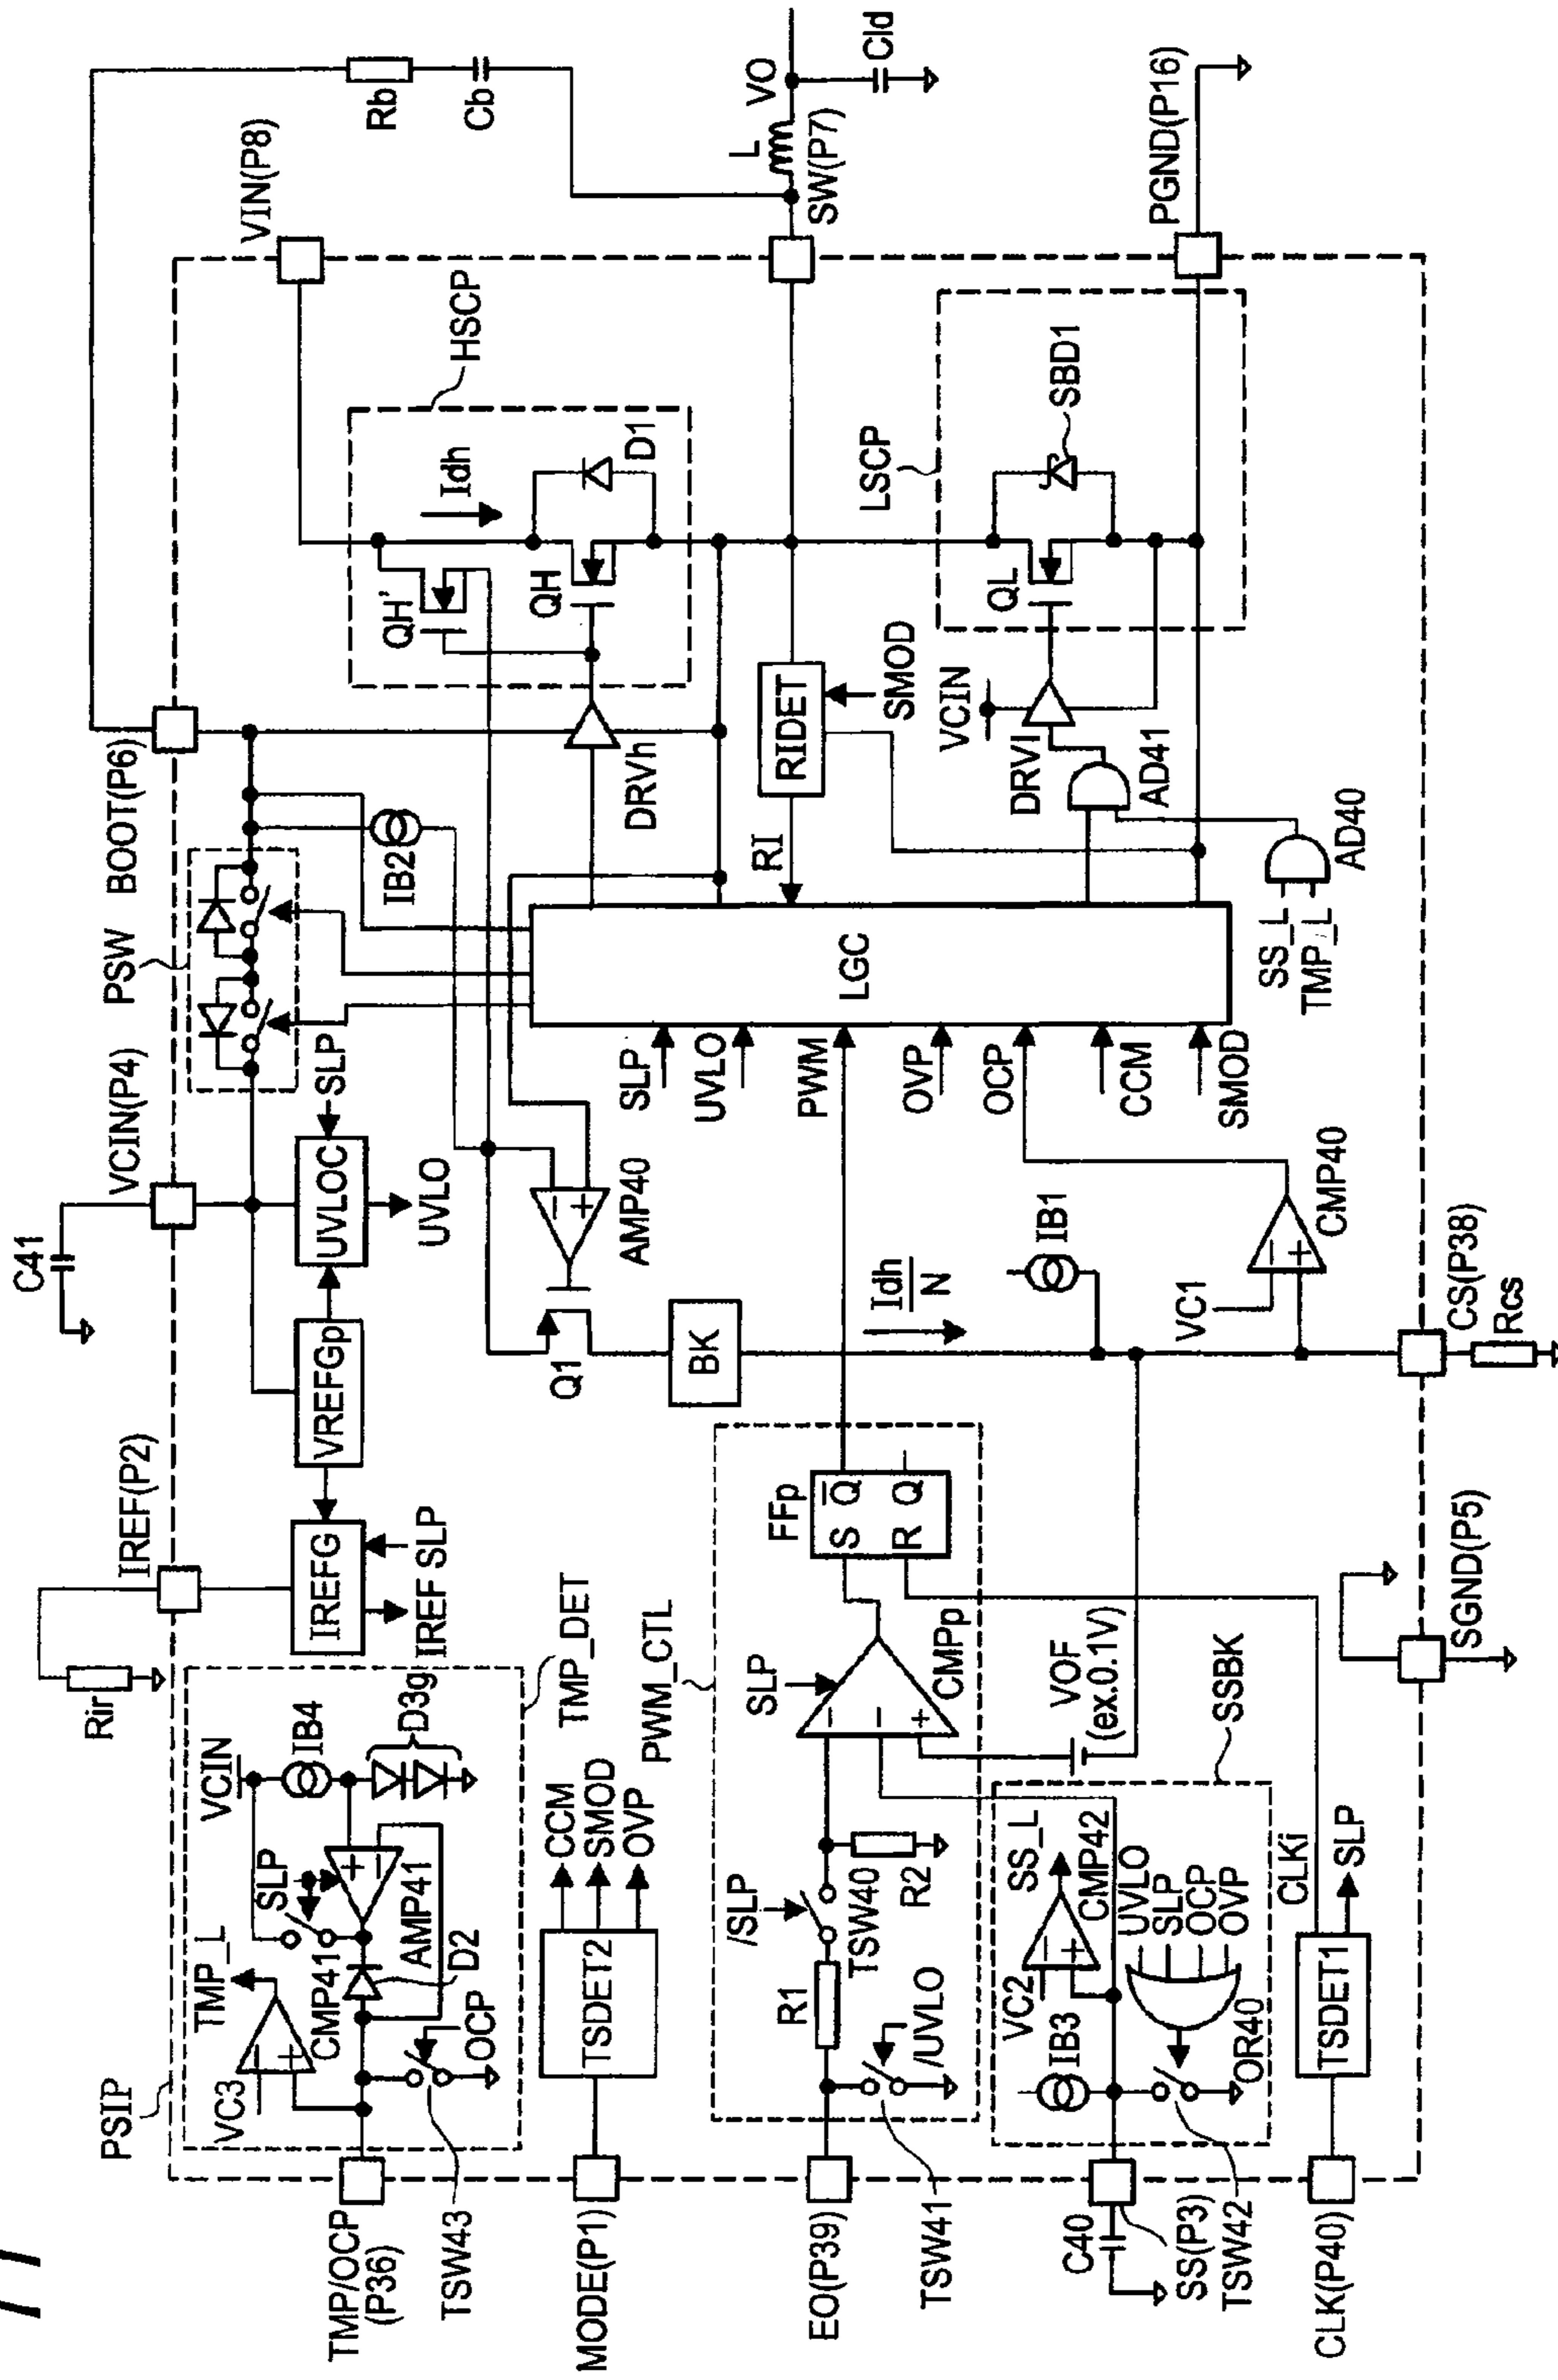 C41
VCIN(P4)
PSW
BOOT(P6)
VIN(P8)
Rb
Cb
IREF(P2)
Rir
PSIP
TMP_L
VC3
CMP41
SLP
VCIN
IB4
D3g
AMP41
D2
OCP
TMP_DET
IREFG
IREF
SLP
VREFGp
UVLOC
SLP
UVLO
IB2
HSCP
Idh
QH'
QH
D1
DRVh
AMP40
Q1
BK
TMP/OCP
(P36)
TSW43
MODE(P1)
TSDET2
CCM
SMOD
OVP
PWM_CTL
SLP
UVLO
PWM
OVP
OCP
CCM
SMOD
LGC
RI
RIDET
SMOD
L
VO
Cld
SW(P7)
LSCP
SBD1
QL
VCIN
DRVl
AD41
AD40
SS_L
TMP_L
PGND(P16)
EO(P39)
TSW41
R1
/SLP
TSW40
R2
/UVLO
SLP
CMPp
FFp
S
Q
R
Q
Idh
N
IB1
VC1
CMP40
CS(P38)
Rcs
VOF
(ex.0.1V)
SSBK
C40
SS(P3)
TSW42
IB3
VC2
SS_L
CMP42
UVLO
SLP
OCP
OVP
OR40
CLK(P40)
TSDET1
CLKi
SLP
SGND(P5)